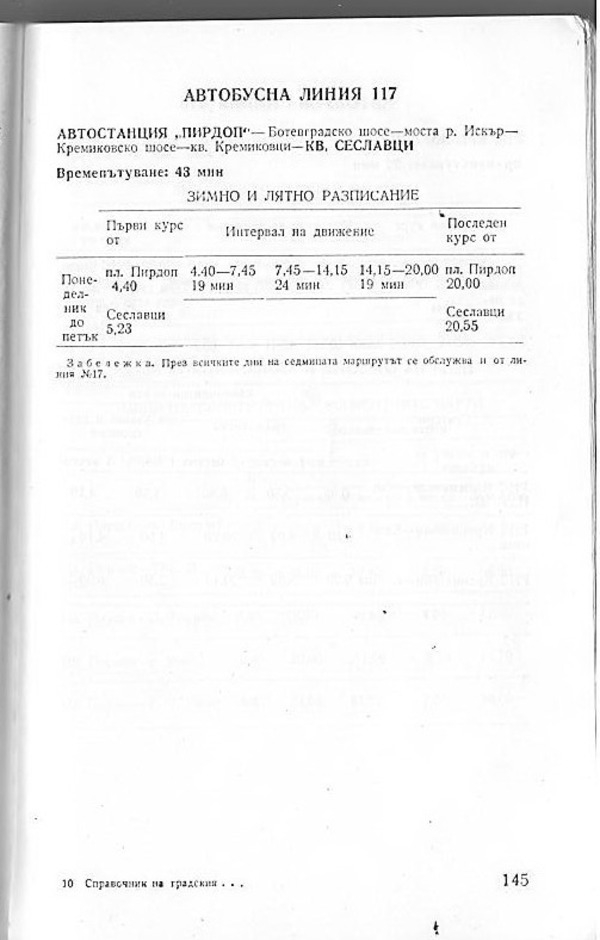 АВТОБУСНА ЛИНИЯ 117
АВТОСТАНЦИЯ „ПИРДОП“—Ботевградско шосе—моста р. Искър—
Кремиковско шосе—кв. Кремиковци—КВ, СЕСЛАВЦИ
Времепътуване: 43 мин
ЗИМНО И ЛЯТНО РАЗПИСАНИЕ
Първи курс от
Интервал на движение
Последен курс от
Понеделник до петък
пл. Пирдоп 4.40—7,45 7,45—14,15 14,15—20,00 пл. Пирдоп
4,40 19 мин 24 мин 19 мин 20,00
Сеславци Сеславци
5,23 20,55
Забележка. През всичките дни на седмицата маршрутът се обслужва и от ли-
ния №17.
10 Справочник на градския . . .
145